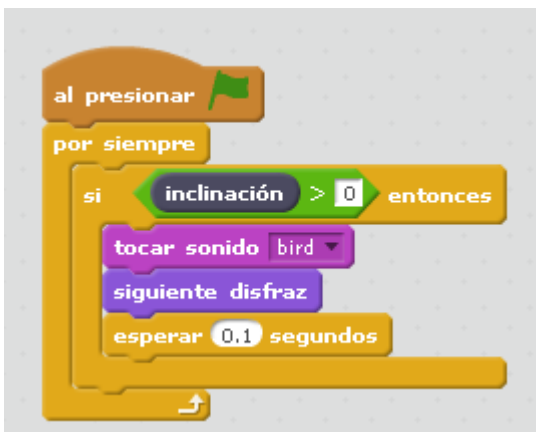 al presionar
por siempre
si inclinación > 0 entonces
tocar sonido bird
siguiente disfraz
esperar 0.1 segundos